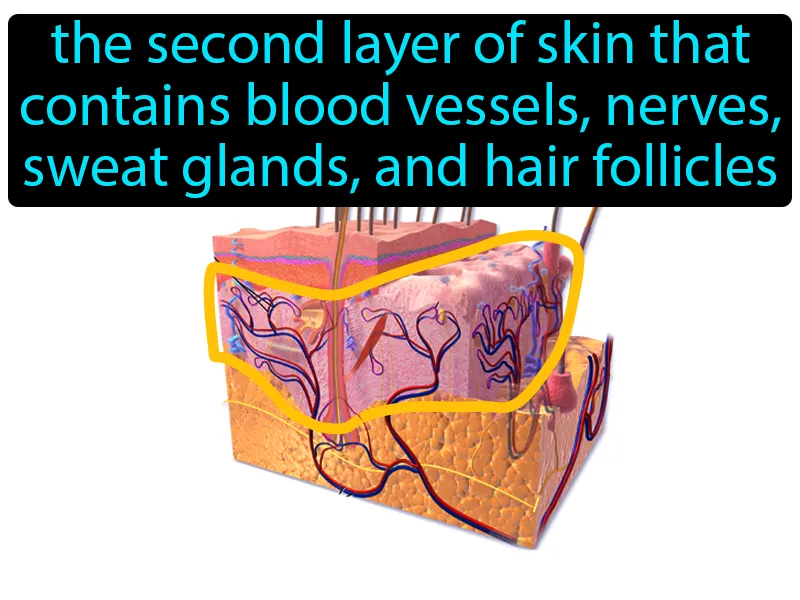 the second layer of skin that
contains blood vessels, nerves,
sweat glands, and hair follicles